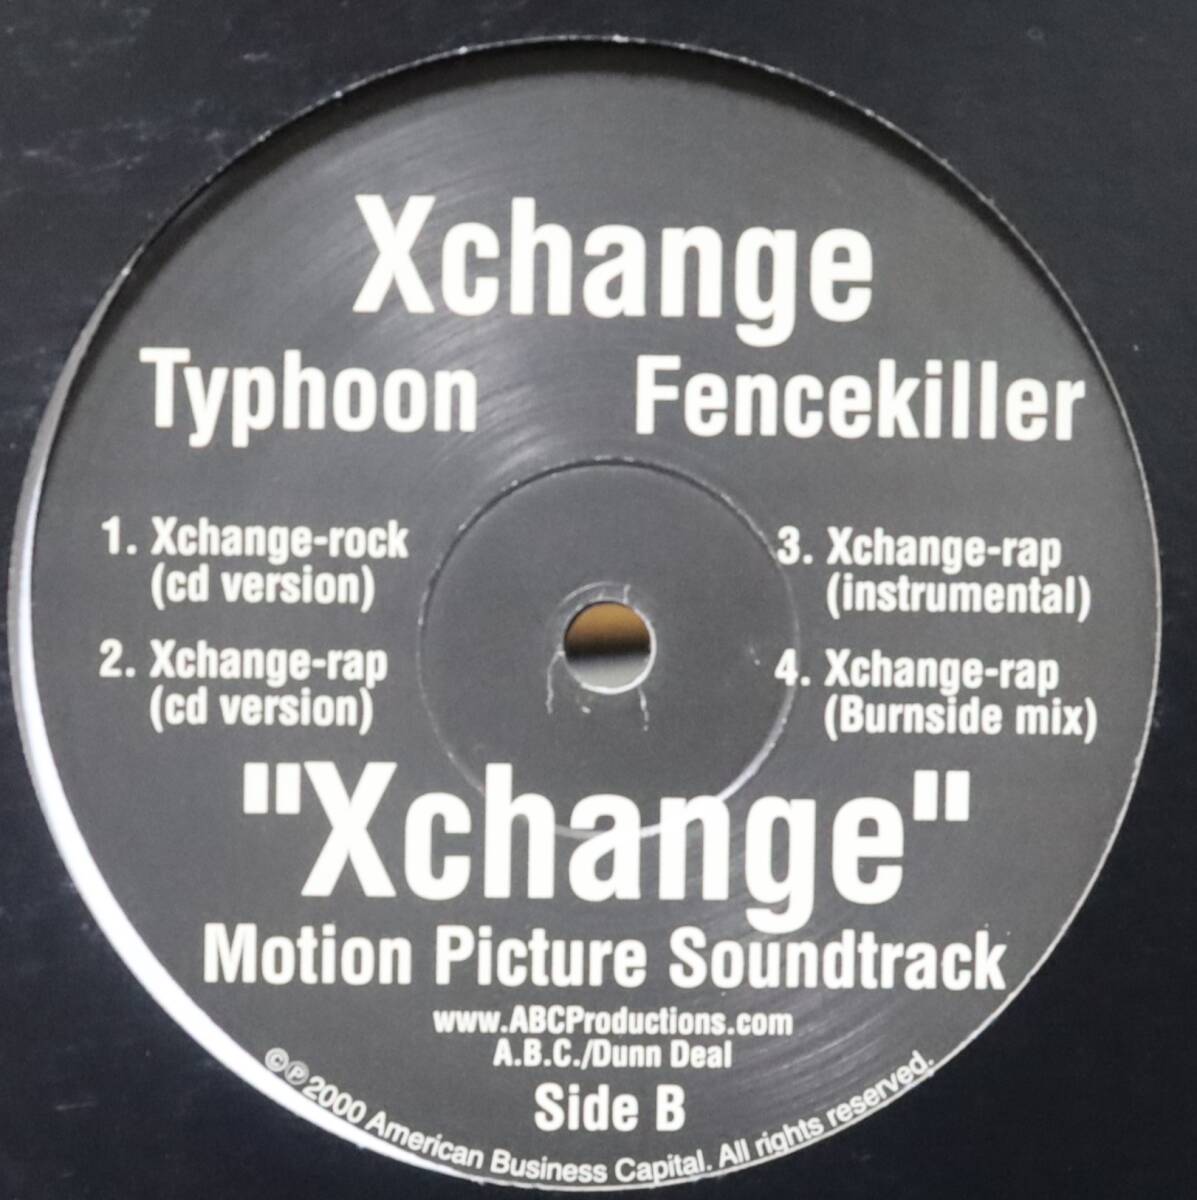 Xchange
Typhoon Fencekiller
1. Xchange-rock
(cd version)
2. Xchange-rap
(cd version)
3. Xchange-rap
(instrumental)
4. Xchange-rap
(Burnside mix)
"Xchange"
Motion Picture Soundtrack
www.ABCProductions.com
A.B.C./Dunn Deal
Side B
©℗2000 American Business Capital. All rights reserved.